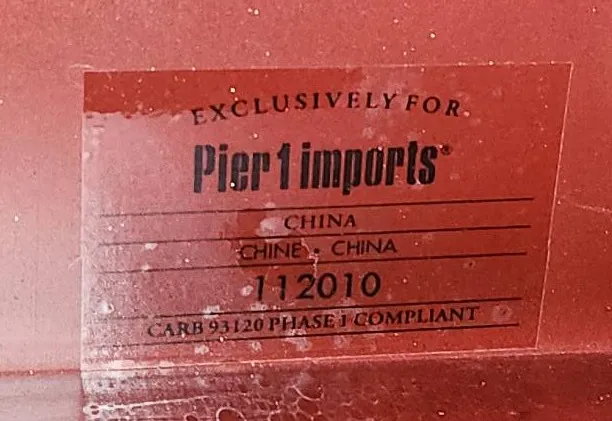 EXCLUSIVELY FOR
Pier 1 imports®
CHINA
CHINE • CHINA
112010
CARB 93120 PHASE 1 COMPLIANT